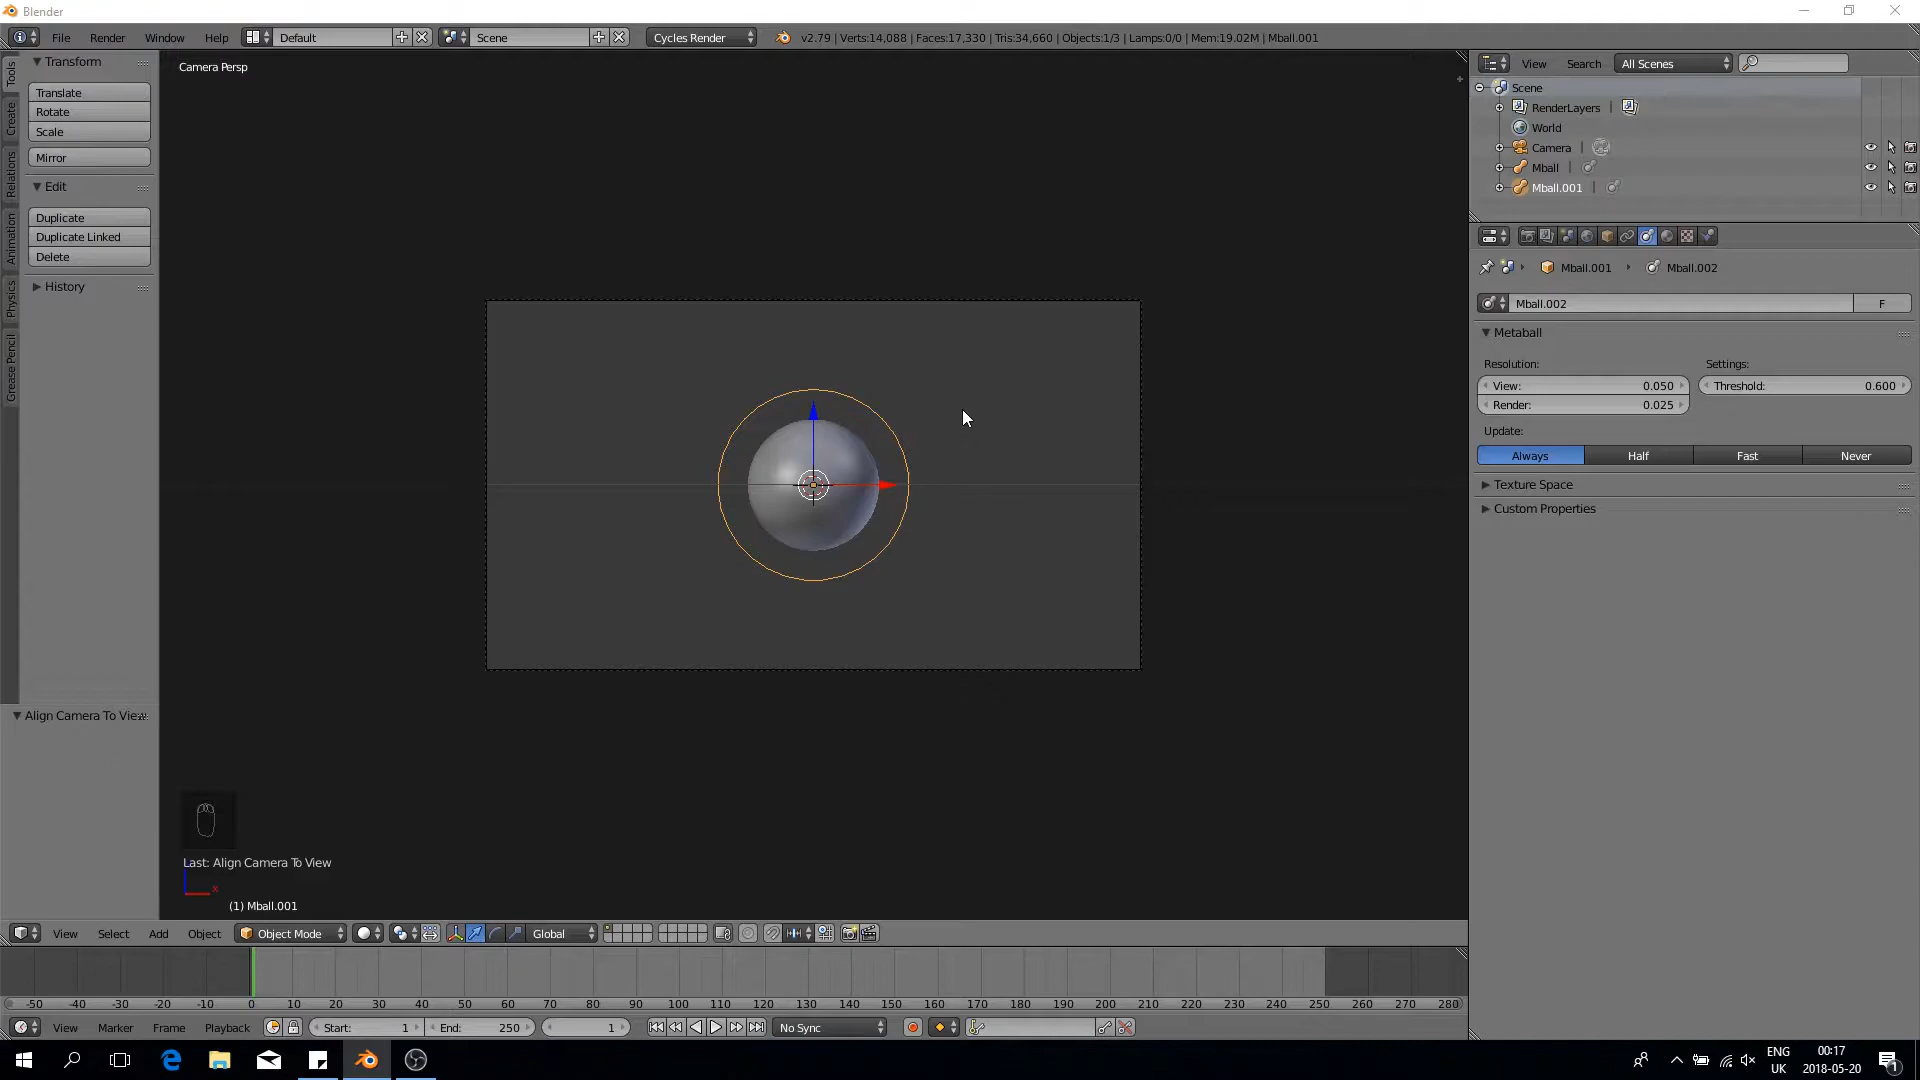 Blender
File Render Window Help Default Scene Cycles Render v2.79 | Verts:14,088 | Faces:17,330 | Tris:34,660 | Objects:1/3 | Lamps:0/0 | Mem:19.02M | Mball.001
Tools
Create
Relations
Animation
Physics
Grease Pencil
Transform
Translate
Rotate
Scale
Mirror
Edit
Duplicate
Duplicate Linked
Delete
History
Align Camera To View
Camera Persp
Last: Align Camera To View
x
(1) Mball.001
View Search All Scenes
Scene
RenderLayers |
World
Camera |
Mball |
Mball.001 |
Mball.001 Mball.002
Mball.002 F
Metaball
Resolution: Settings:
View: 0.050 Threshold: 0.600
Render: 0.025
Update:
Always Half Fast Never
Texture Space
Custom Properties
View Select Add Object Object Mode Global
-50 -40 -30 -20 -10 0 10 20 30 40 50 60 70 80 90 100 110 120 130 140 150 160 170 180 190 200 210 220 230 240 250 260 270 280
View Marker Frame Playback Start: 1 End: 250 1 No Sync
ENG 00:17
UK 2018-05-20
1